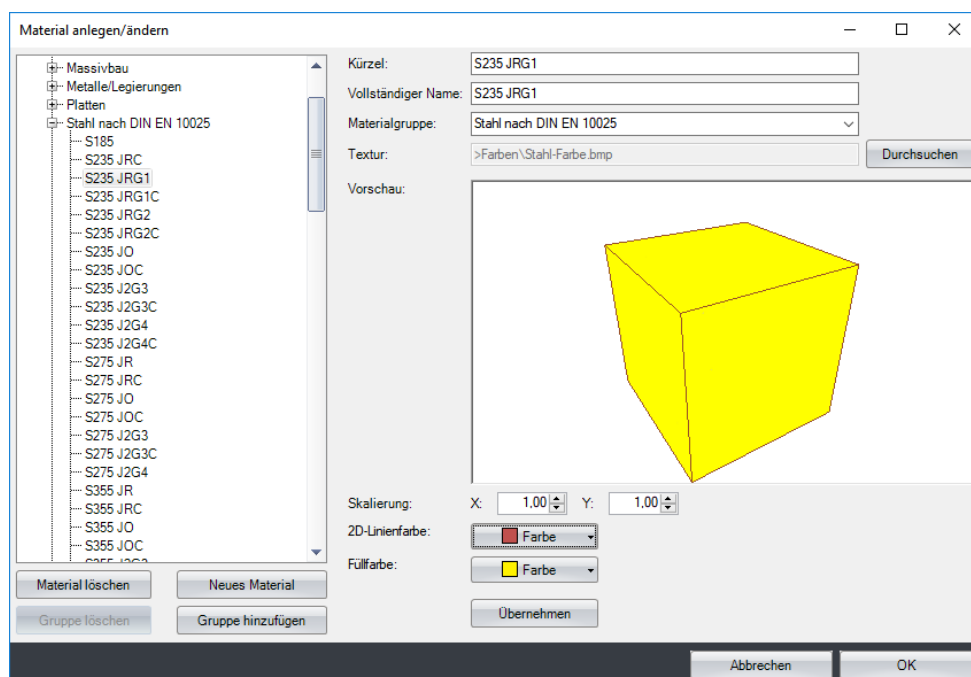 Material anlegen/ändern
Massivbau
Metalle/Legierungen
Platten
Stahl nach DIN EN 10025
S185
S235 JRC
S235 JRG1
S235 JRG1C
S235 JRG2
S235 JRG2C
S235 JO
S235 JOC
S235 J2G3
S235 J2G3C
S235 J2G4
S235 J2G4C
S275 JR
S275 JRC
S275 JO
S275 JOC
S275 J2G3
S275 J2G3C
S275 J2G4
S355 JR
S355 JRC
S355 JO
S355 JOC
S355 J2G3
Material löschen
Neues Material
Gruppe löschen
Gruppe hinzufügen
Kürzel: S235 JRG1
Vollständiger Name: S235 JRG1
Materialgruppe: Stahl nach DIN EN 10025
Textur: >Farben\Stahl-Farbe.bmp Durchsuchen
Vorschau:
Skalierung: X: 1,00 Y: 1,00
2D-Linienfarbe: Farbe
Füllfarbe: Farbe
Übernehmen
Abbrechen OK